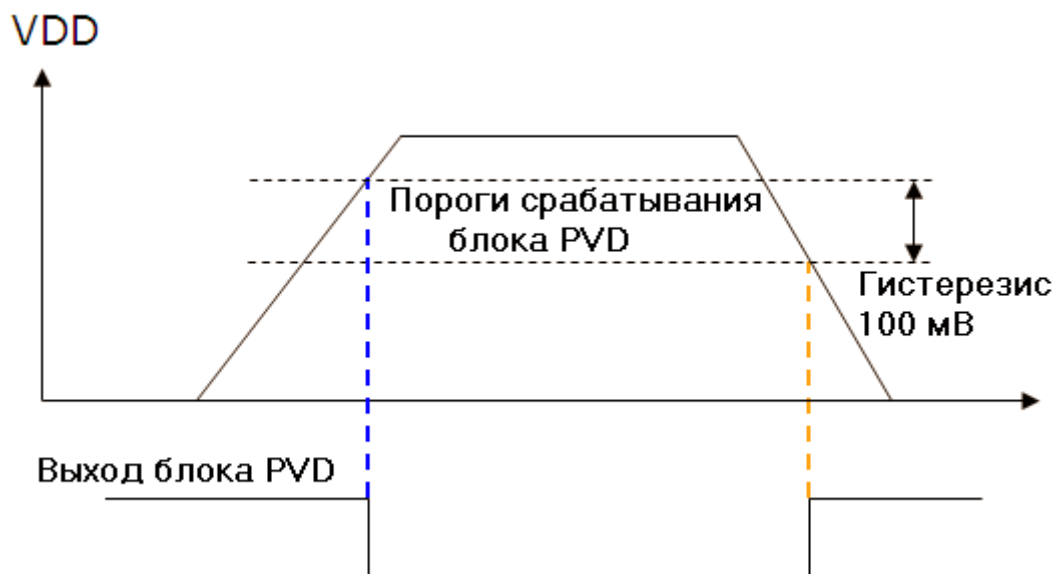 VDD
Пороги срабатывания
блока PVD
Гистерезис
100 мВ
Выход блока PVD